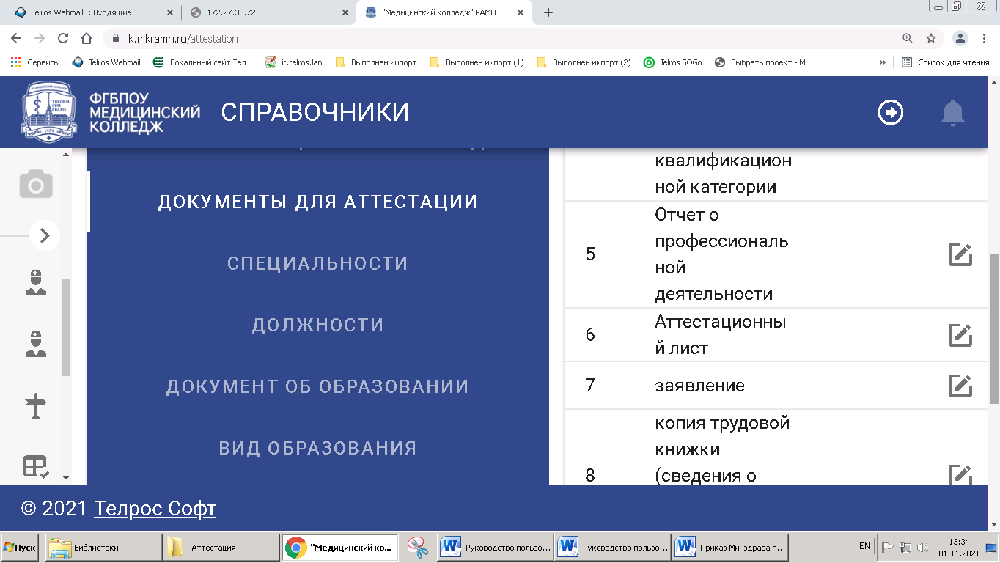 Telros Webmail :: Входящие
172.27.30.72
"Медицинский колледж" РАМН
lk.mkramn.ru/attestation
Сервисы
Telros Webmail
Локальный сайт Тел...
it.telros.lan
Выполнен импорт
Выполнен импорт (1)
Выполнен импорт (2)
Telros SOGo
Выбрать проект - М...
»
Список для чтения
ФГБПОУ
МЕДИЦИНСКИЙ
КОЛЛЕДЖ
THEORIA
CUM
PRAXIS
1959
СПРАВОЧНИКИ
ДОКУМЕНТЫ ДЛЯ АТТЕСТАЦИИ
СПЕЦИАЛЬНОСТИ
ДОЛЖНОСТИ
ДОКУМЕНТ ОБ ОБРАЗОВАНИИ
ВИД ОБРАЗОВАНИЯ
квалификацион
ной категории
5
Отчет о
профессиональ
ной
деятельности
6
Аттестационны
й лист
7
заявление
8
копия трудовой
книжки
(сведения о
© 2021 Телрос Софт
Пуск
Библиотеки
Аттестация
"Медицинский ко...
Руководство пользо...
Руководство пользо...
Приказ Минздрава п...
EN
13:34
01.11.2021